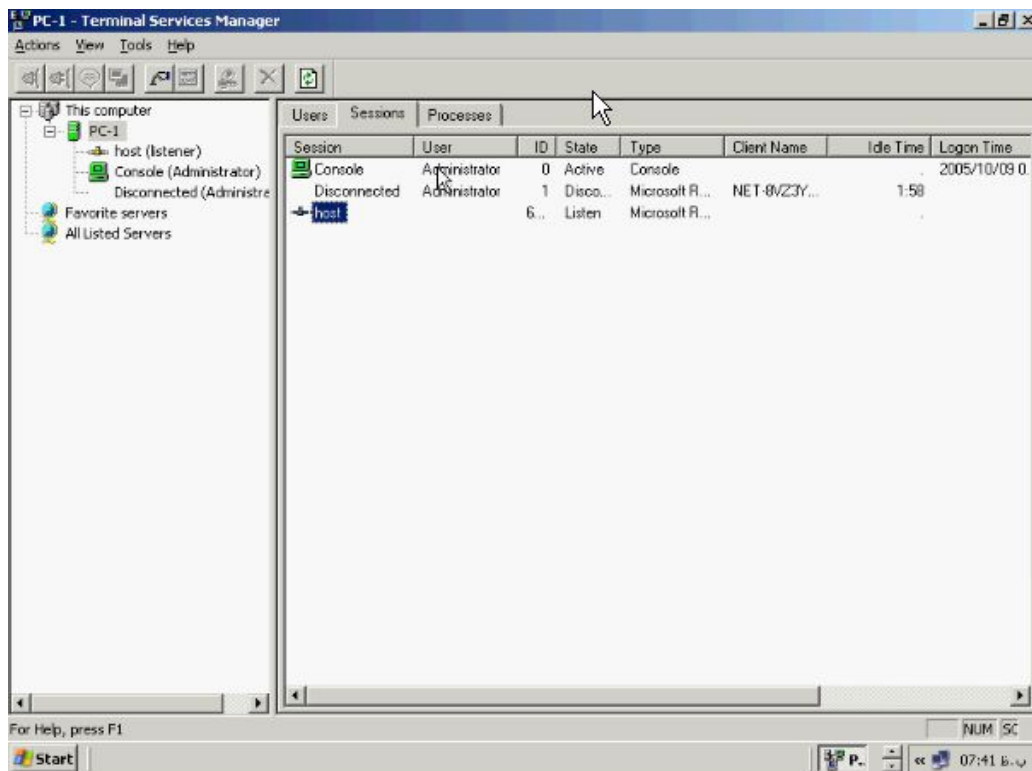 PC-1 - Terminal Services Manager
Actions View Tools Help
This computer
PC-1
host (listener)
Console (Administrator)
Disconnected (Administre
Favorite servers
All Listed Servers
Users Sessions Processes
Session User ID State Type Client Name Idle Time Logon Time
Console Administrator 0 Active Console . 2005/10/09 0.
Disconnected Administrator 1 Disco... Microsoft R... NET-8VZ3Y... 1:58
host 6... Listen Microsoft R... .
For Help, press F1
NUM SC
Start P.. « 07:41 ب.ظ